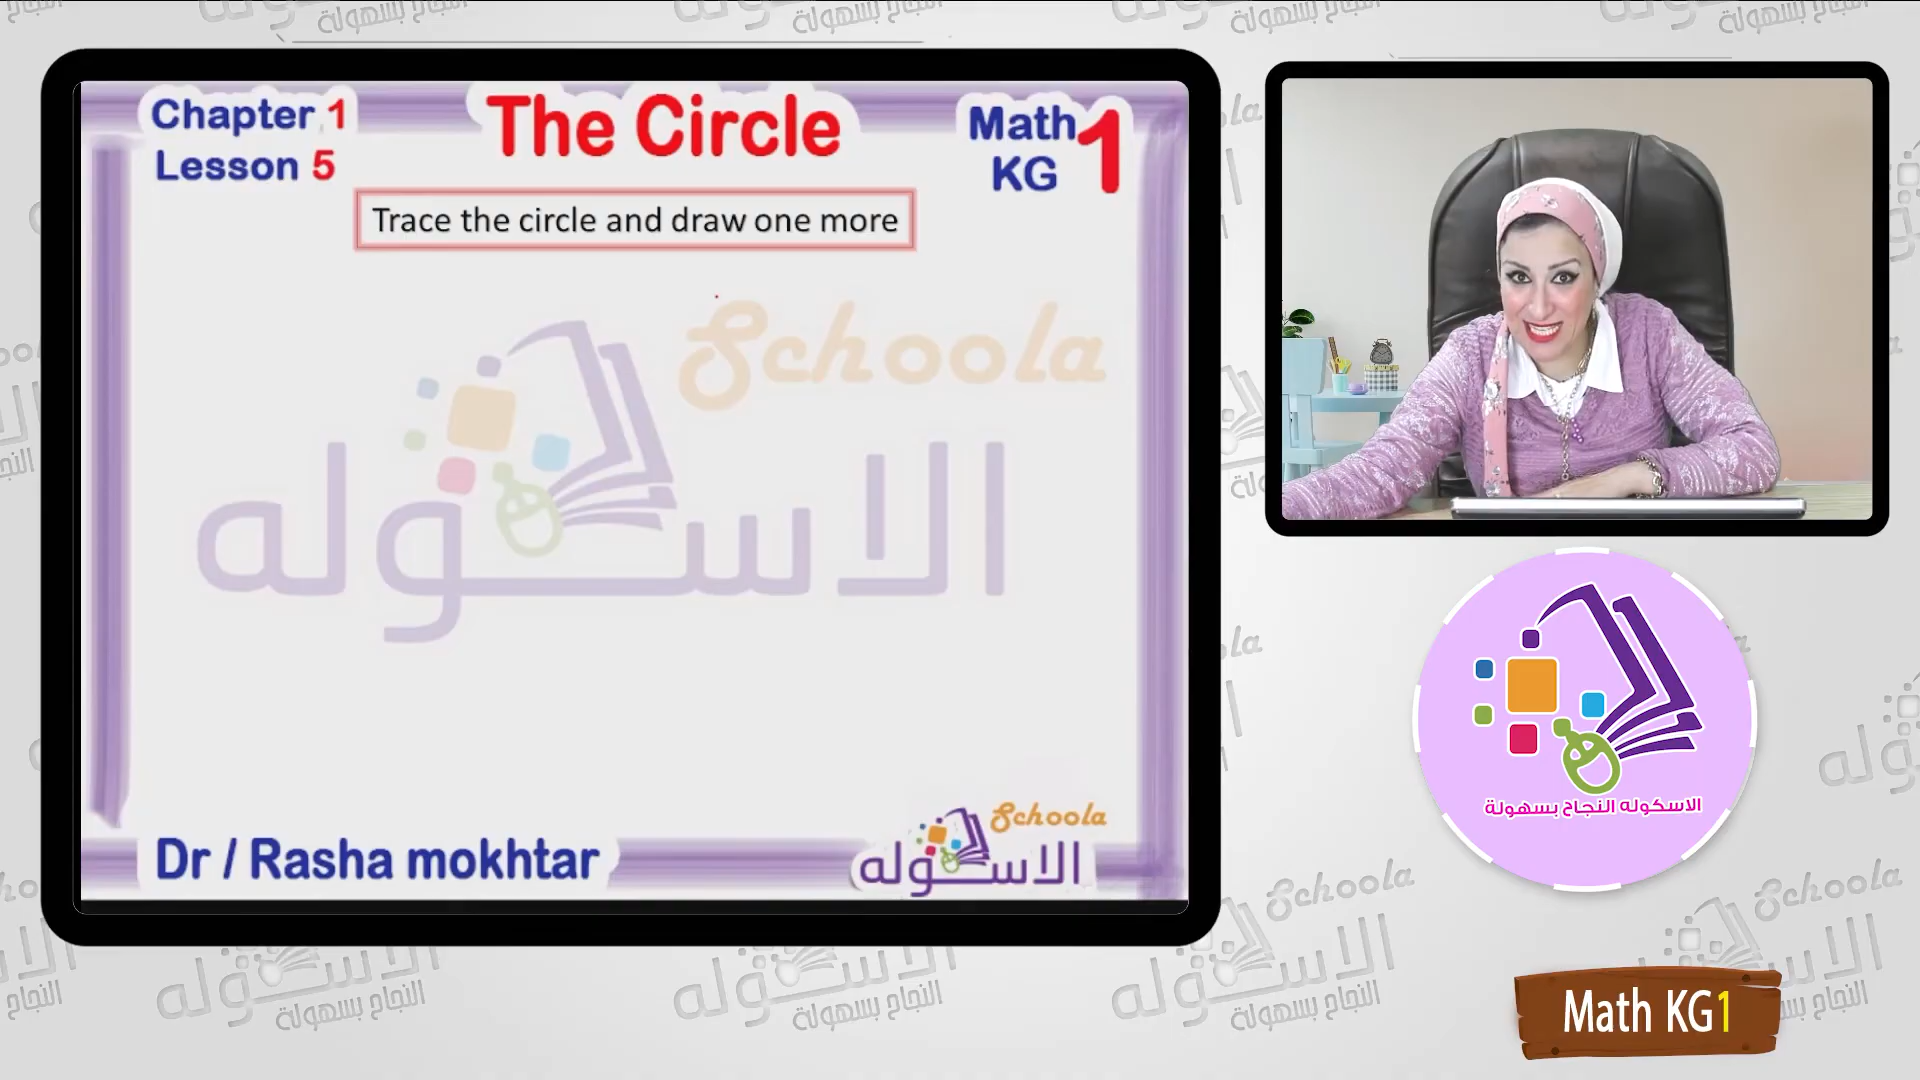 Chapter 1
Lesson 5
The Circle
Math
KG 1
Trace the circle and draw one more
Schoola
الاسكوله
Dr / Rasha mokhtar
Schoola
الاسكوله
الاسكوله النجاح بسهولة
Math KG1